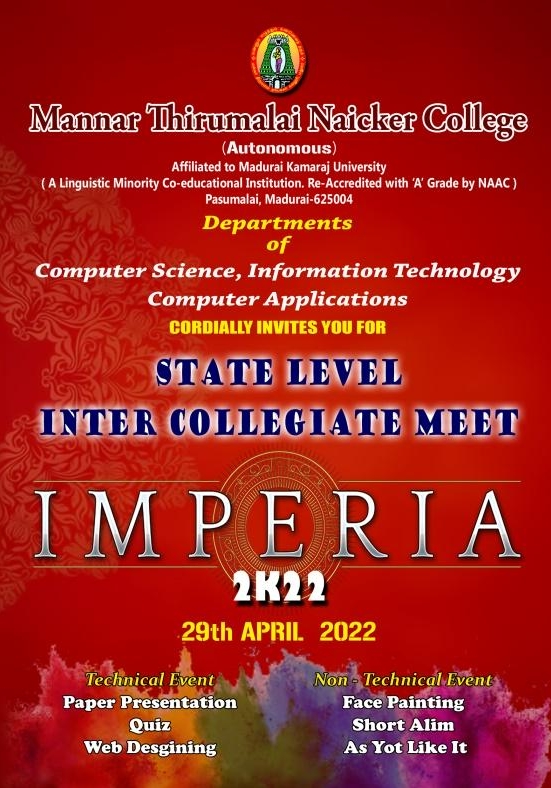 Mannar Thirumalai Naicker College
(Autonomous)
Affiliated to Madurai Kamaraj University
( A Linguistic Minority Co-educational Institution. Re-Accredited with 'A' Grade by NAAC )
Pasumalai, Madurai-625004
Departments
of
Computer Science, Information Technology
Computer Applications
CORDIALLY INVITES YOU FOR
STATE LEVEL
INTER COLLEGIATE MEET
IMPERIA
2K22
29th APRIL 2022
Technical Event
Paper Presentation
Quiz
Web Desgining
Non - Technical Event
Face Painting
Short Alim
As Yot Like It